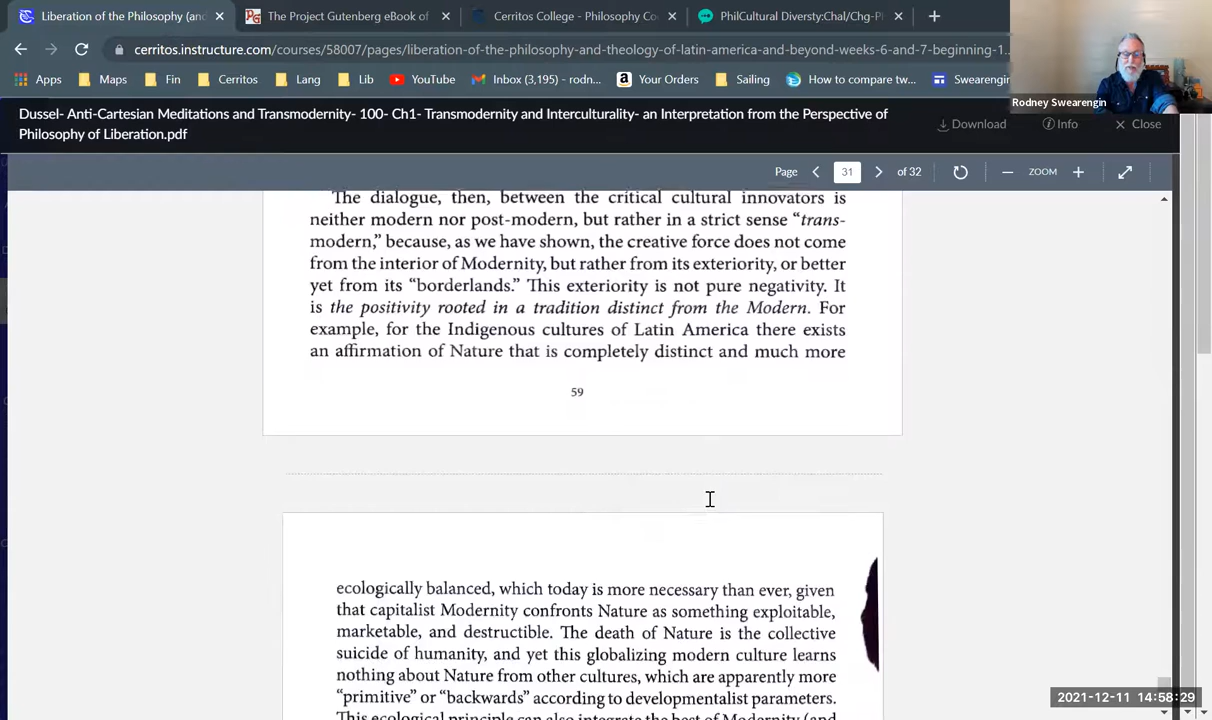 Liberation of the Philosophy (an
The Project Gutenberg eBook of
Cerritos College - Philosophy Co
PhilCultural Diversty:Chal/Chg-P
cerritos.instructure.com/courses/58007/pages/liberation-of-the-philosophy-and-theology-of-latin-america-and-beyond-weeks-6-and-7-beginning-1...
Apps Maps Fin Cerritos Lang Lib YouTube Inbox (3,195) - rodn... Your Orders Sailing How to compare tw... Swearengin
Rodney Swearengin
Dussel- Anti-Cartesian Meditations and Transmodernity- 100- Ch1- Transmodernity and Interculturality- an Interpretation from the Perspective of
Philosophy of Liberation.pdf
Download Info Close
Page 31 of 32 ZOOM
The dialogue, then, between the critical cultural innovators is
neither modern nor post-modern, but rather in a strict sense “trans-
modern,” because, as we have shown, the creative force does not come
from the interior of Modernity, but rather from its exteriority, or better
yet from its “borderlands.” This exteriority is not pure negativity. It
is the positivity rooted in a tradition distinct from the Modern. For
example, for the Indigenous cultures of Latin America there exists
an affirmation of Nature that is completely distinct and much more
59
ecologically balanced, which today is more necessary than ever, given
that capitalist Modernity confronts Nature as something exploitable,
marketable, and destructible. The death of Nature is the collective
suicide of humanity, and yet this globalizing modern culture learns
nothing about Nature from other cultures, which are apparently more
“primitive” or “backwards” according to developmentalist parameters.
This ecological principle can also integrate the best of Modernity (and
2021-12-11 14:58:29